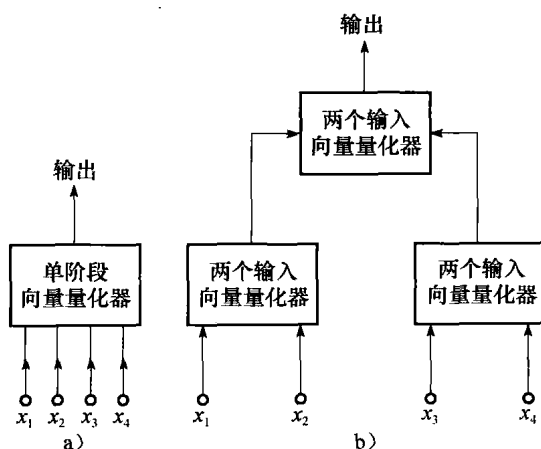 输出
单阶段
向量量化器
x1 x2 x3 x4
a）
输出
两个输入
向量量化器
两个输入
向量量化器
两个输入
向量量化器
x1 x2 x3 x4
b）